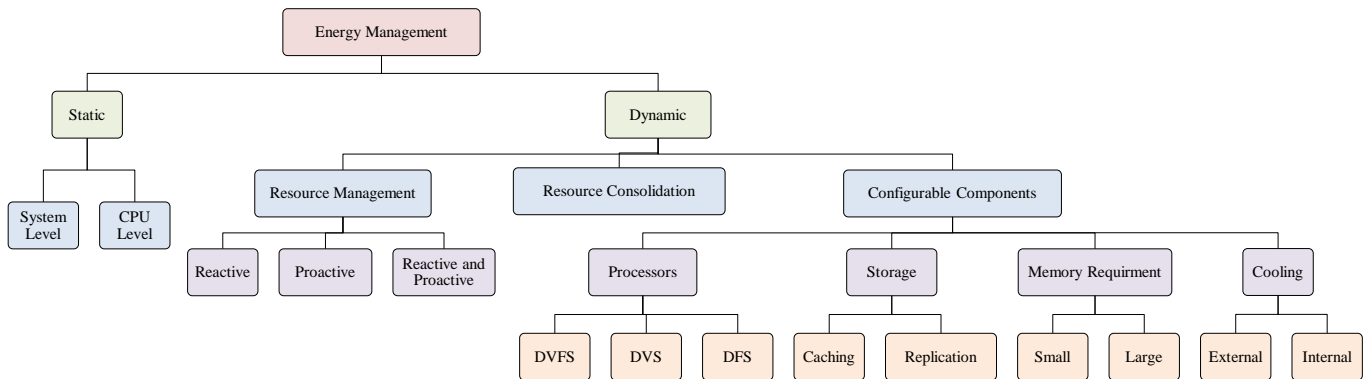 Energy Management
Static
Dynamic
Resource Management
Resource Consolidation
Configurable Components
System
Level
CPU
Level
Reactive
Proactive
Reactive and
Proactive
Processors
Storage
Memory Requirment
Cooling
DVFS
DVS
DFS
Caching
Replication
Small
Large
External
Internal